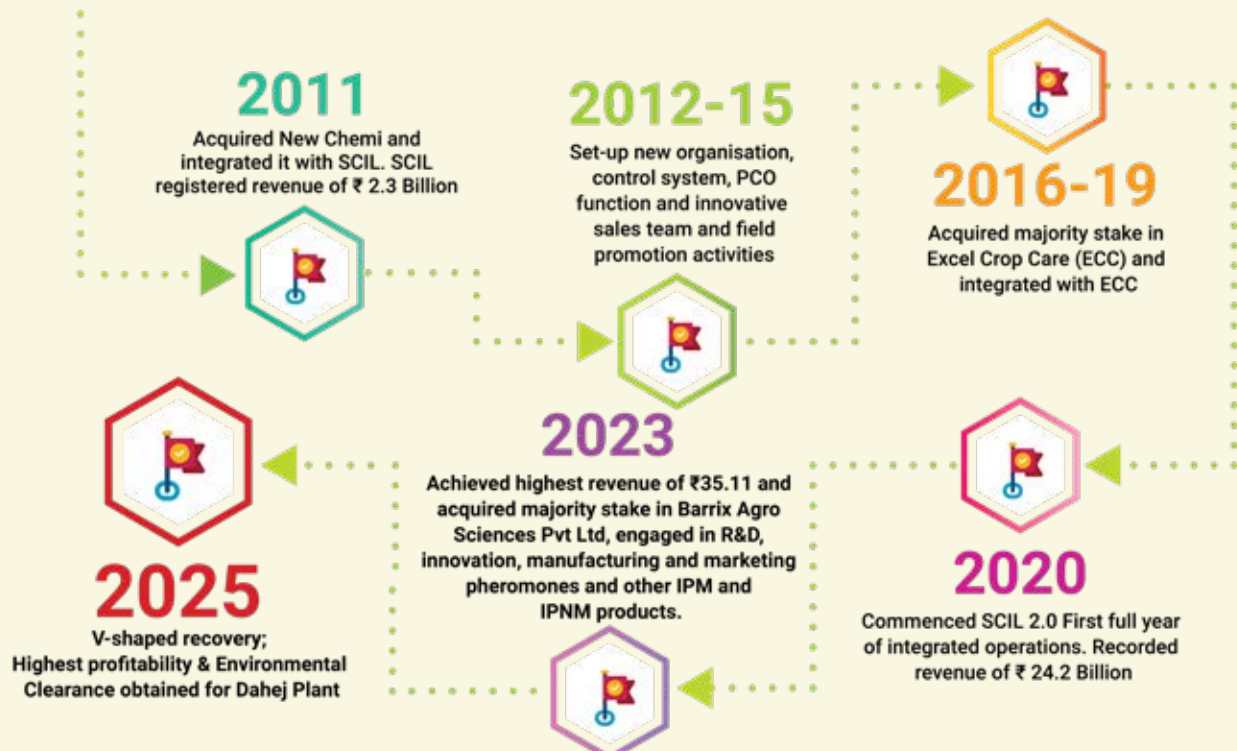 2011
Acquired New Chemi and
integrated it with SCIL. SCIL
registered revenue of ₹ 2.3 Billion
2012-15
Set-up new organisation,
control system, PCO
function and innovative
sales team and field
promotion activities
2016-19
Acquired majority stake in
Excel Crop Care (ECC) and
integrated with ECC
2020
Commenced SCIL 2.0 First full year
of integrated operations. Recorded
revenue of ₹ 24.2 Billion
2023
Achieved highest revenue of ₹35.11 and
acquired majority stake in Barrix Agro
Sciences Pvt Ltd, engaged in R&D,
innovation, manufacturing and marketing
pheromones and other IPM and
IPNM products.
2025
V-shaped recovery;
Highest profitability & Environmental
Clearance obtained for Dahej Plant